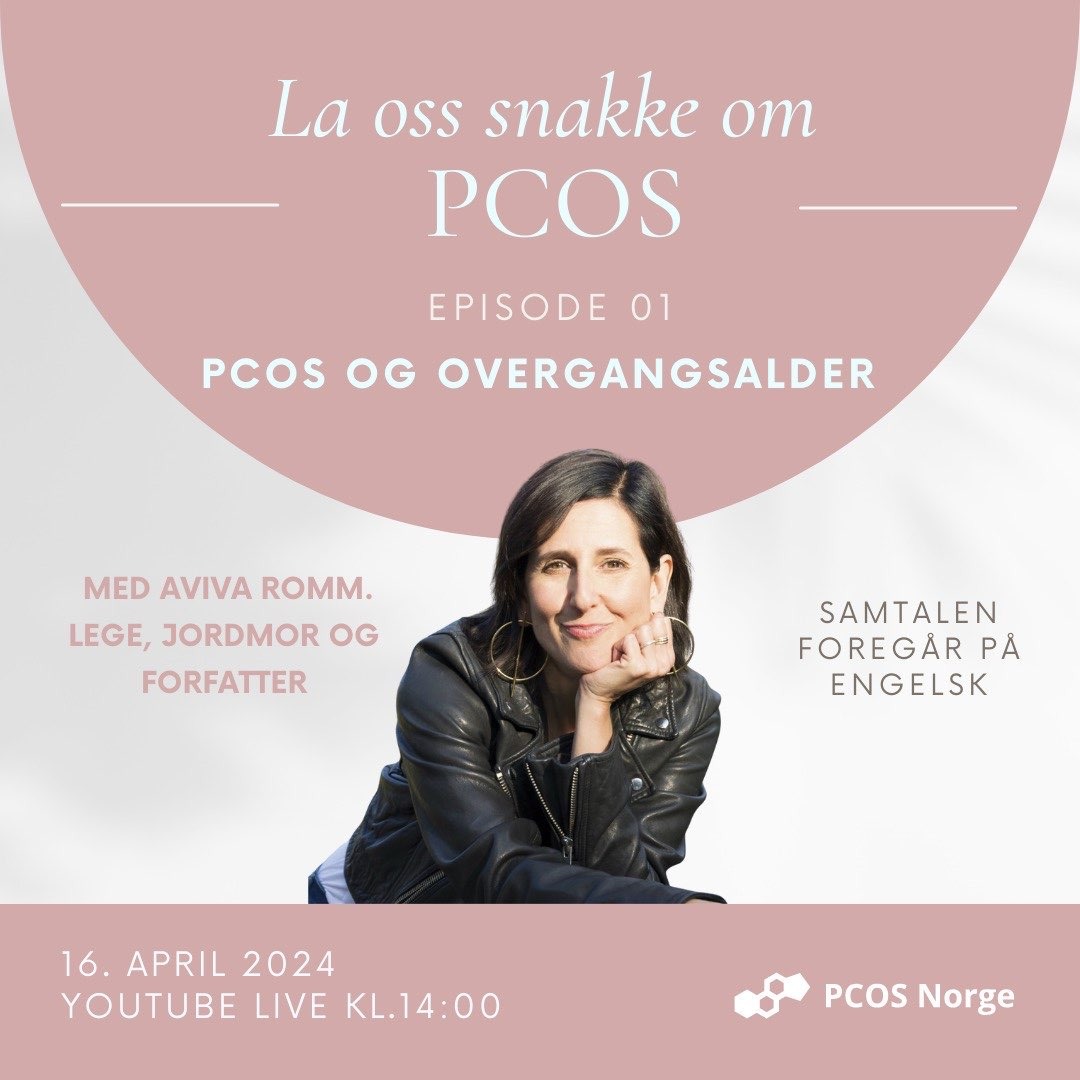 La oss snakke om
PCOS
EPISODE 01
PCOS OG OVERGANGSALDER
MED AVIVA ROMM.
LEGE, JORDMOR OG
FORFATTER
SAMTALEN
FOREGÅR PÅ
ENGELSK
16. APRIL 2024
YOUTUBE LIVE KL.14:00
PCOS Norge